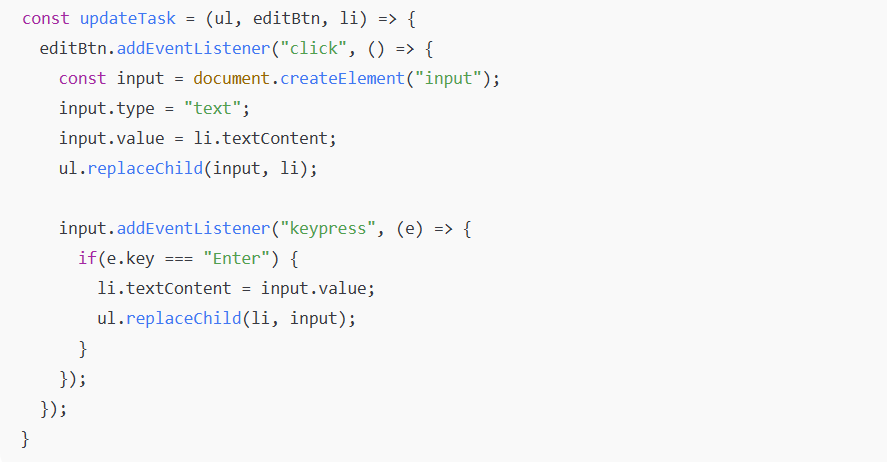 const updateTask = (ul, editBtn, li) => {
  editBtn.addEventListener("click", () => {
    const input = document.createElement("input");
    input.type = "text";
    input.value = li.textContent;
    ul.replaceChild(input, li);

    input.addEventListener("keypress", (e) => {
      if(e.key === "Enter") {
        li.textContent = input.value;
        ul.replaceChild(li, input);
      }
    });
  });
}